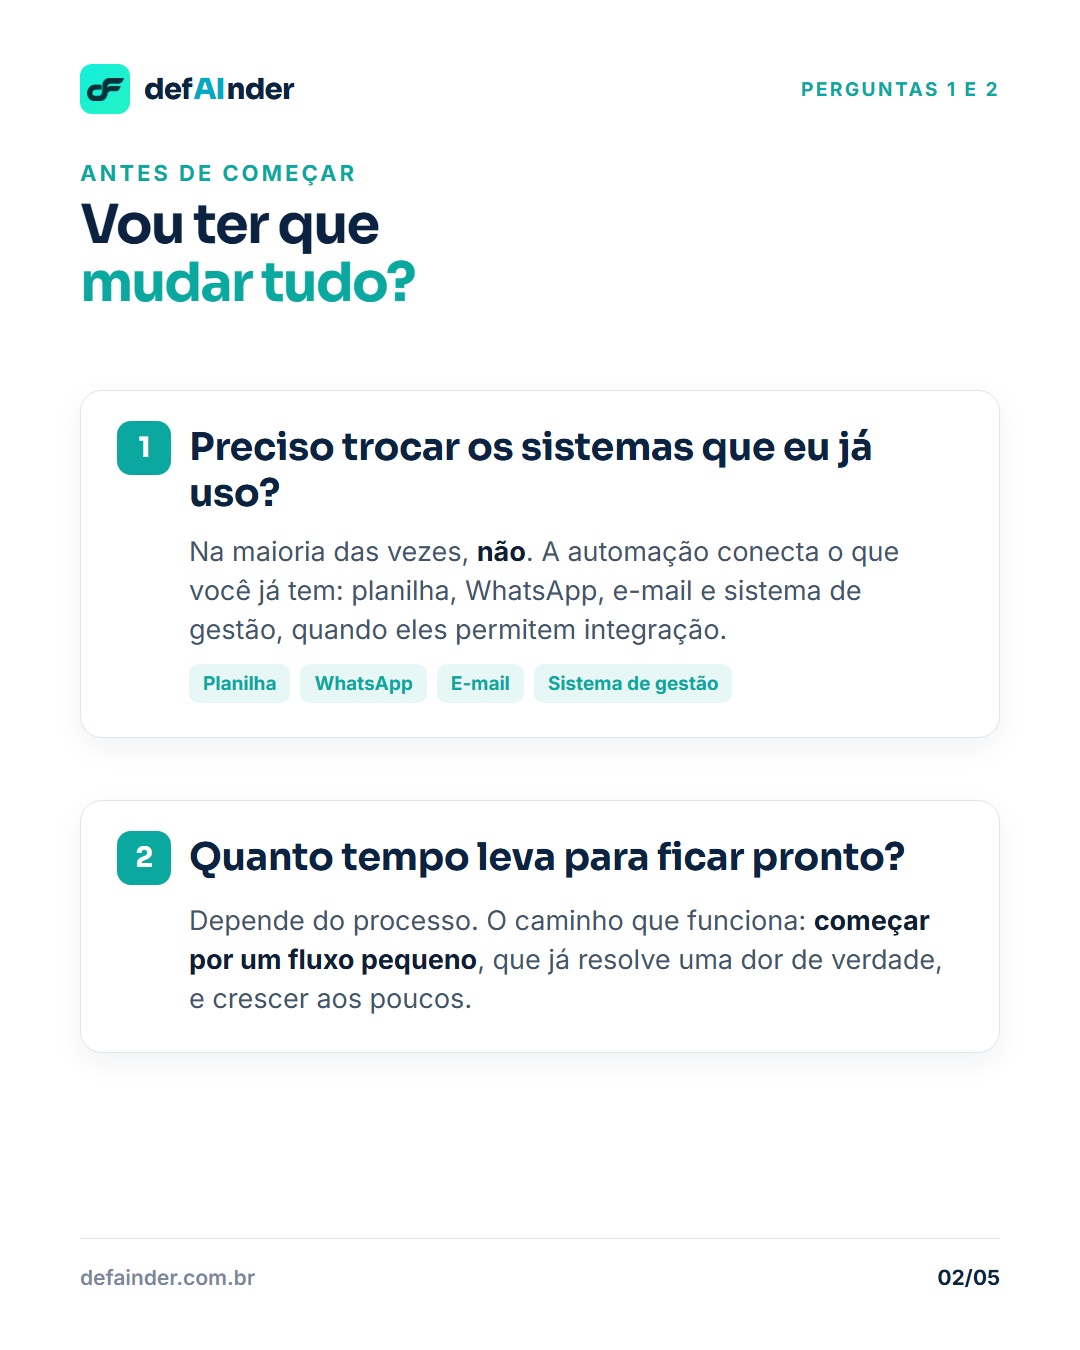 defAInder
PERGUNTAS 1 E 2
ANTES DE COMEÇAR
Vou ter que
mudar tudo?
1
Preciso trocar os sistemas que eu já
uso?
Na maioria das vezes, não. A automação conecta o que
você já tem: planilha, WhatsApp, e-mail e sistema de
gestão, quando eles permitem integração.
Planilha WhatsApp E-mail Sistema de gestão
2
Quanto tempo leva para ficar pronto?
Depende do processo. O caminho que funciona: começar
por um fluxo pequeno, que já resolve uma dor de verdade,
e crescer aos poucos.
defainder.com.br
02/05